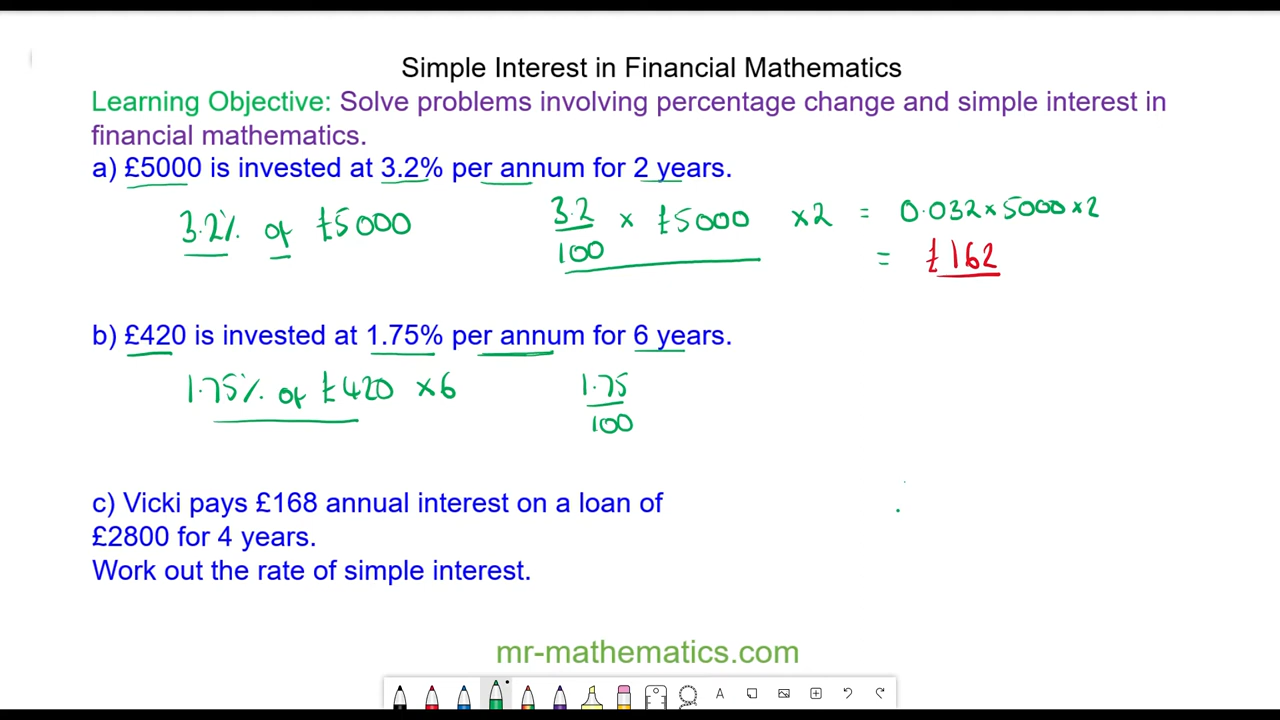 Simple Interest in Financial Mathematics
Learning Objective: Solve problems involving percentage change and simple interest in
financial mathematics.
a) £5000 is invested at 3.2% per annum for 2 years.
3.2% of £5000
3.2/100 × £5000 ×2 = 0.032×5000×2
= £162
b) £420 is invested at 1.75% per annum for 6 years.
1.75% of £420 ×6
1.75/100
c) Vicki pays £168 annual interest on a loan of
£2800 for 4 years.
Work out the rate of simple interest.
mr-mathematics.com
A